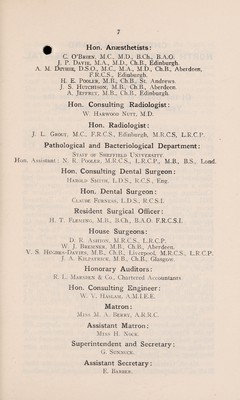 7
Hon. Anesthetists:
C. O'Brien, M.C., M.D., B.Ch., B.A.O.
J. P. Davie, M.A., M.D., Ch.B., Edinburgh.
A. M. Dvnish, D.S.O., M.C., M.A., M.D., Ch.B., Aberdeen,
F.R.C.S., Edinburgh.
H. E. Pooler, M.B., Ch.B., St. Andrews.
J. S. Hutchison, M.B., Ch.B., Aberdeen.
A. Jeffrey, M.B., Ch.B., Edinburgh.
Hon. Consulting Radiologist:
W. Harwood Nutt, M.D.
Hon. Radiologist:
J. L. Grout, M.C., F.R.C.S., Edinburgh, M.R.C.S., L.R.C.P.
Pathological and Bacteriological Department:
Staff of Sheffield University
Hon. Assistant: N. R. Pooler, M.R.C.S., L.R.C.P., M.B., B.S., Lond.
Hon. Consulting Dental Surgeon:
Harold Smith, L.D.S., R.C.S., Eng.
Hon. Dental Surgeon:
Claude Furness, L.D.S., R.C.S.I.
Resident Surgical Officer:
H. T. Fleming, M.B., B.Ch., B.A.O. F.R.C.S.I.
House Surgeons:
D. R. Ashton, M.R.C.S., L.R.C.P.
W. J. Bremner, M.B., Ch.B., Aberdeen.
V. S. Hughes-Davies, M.B., Ch.B., Liverpool, M.R.C.S., L.R.C.P.
J. A. Kilpatrick, M.B., Ch.B., Glasgow.
Honorary Auditors:
R. L. Marsden & Co., Chartered Accountants.
Hon. Consulting Engineer:
W. V. Haslam, A.M.I.E.E.
Matron:
Miss M. A. Berry, A.R.R.C.
Assistant Matron:
Miss H. Nock.
Superintendent and Secretary:
G. Sunnuck.
Assistant Secretary:
E. Barber.